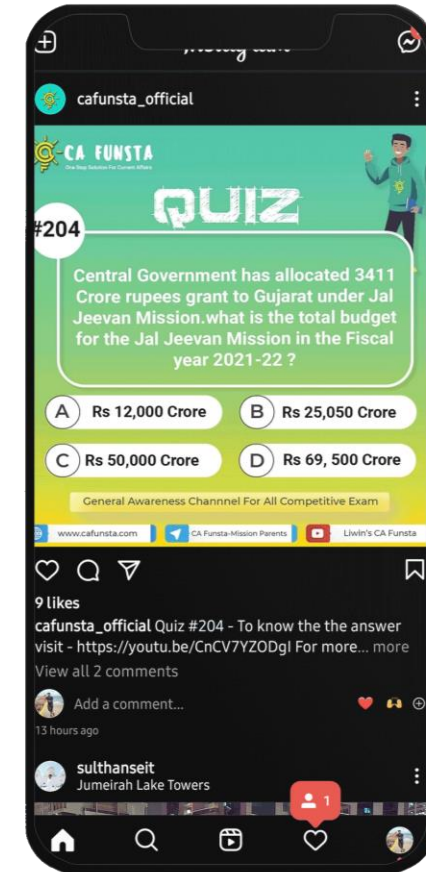 cafunsta_official
CA FUNSTA
One Stop Solution For Current Affairs
QUIZ
#204
Central Government has allocated 3411
Crore rupees grant to Gujarat under Jal
Jeevan Mission.what is the total budget
for the Jal Jeevan Mission in the Fiscal
year 2021-22 ?
A Rs 12,000 Crore
B Rs 25,050 Crore
C Rs 50,000 Crore
D Rs 69, 500 Crore
General Awareness Channnel For All Competitive Exam
www.cafunsta.com CA Funsta-Mission Parents Liwin's CA Funsta
9 likes
cafunsta_official Quiz #204 - To know the the answer
visit - https://youtu.be/CnCV7YZODgI For more... more
View all 2 comments
Add a comment...
13 hours ago
sulthanseit
Jumeirah Lake Towers
1